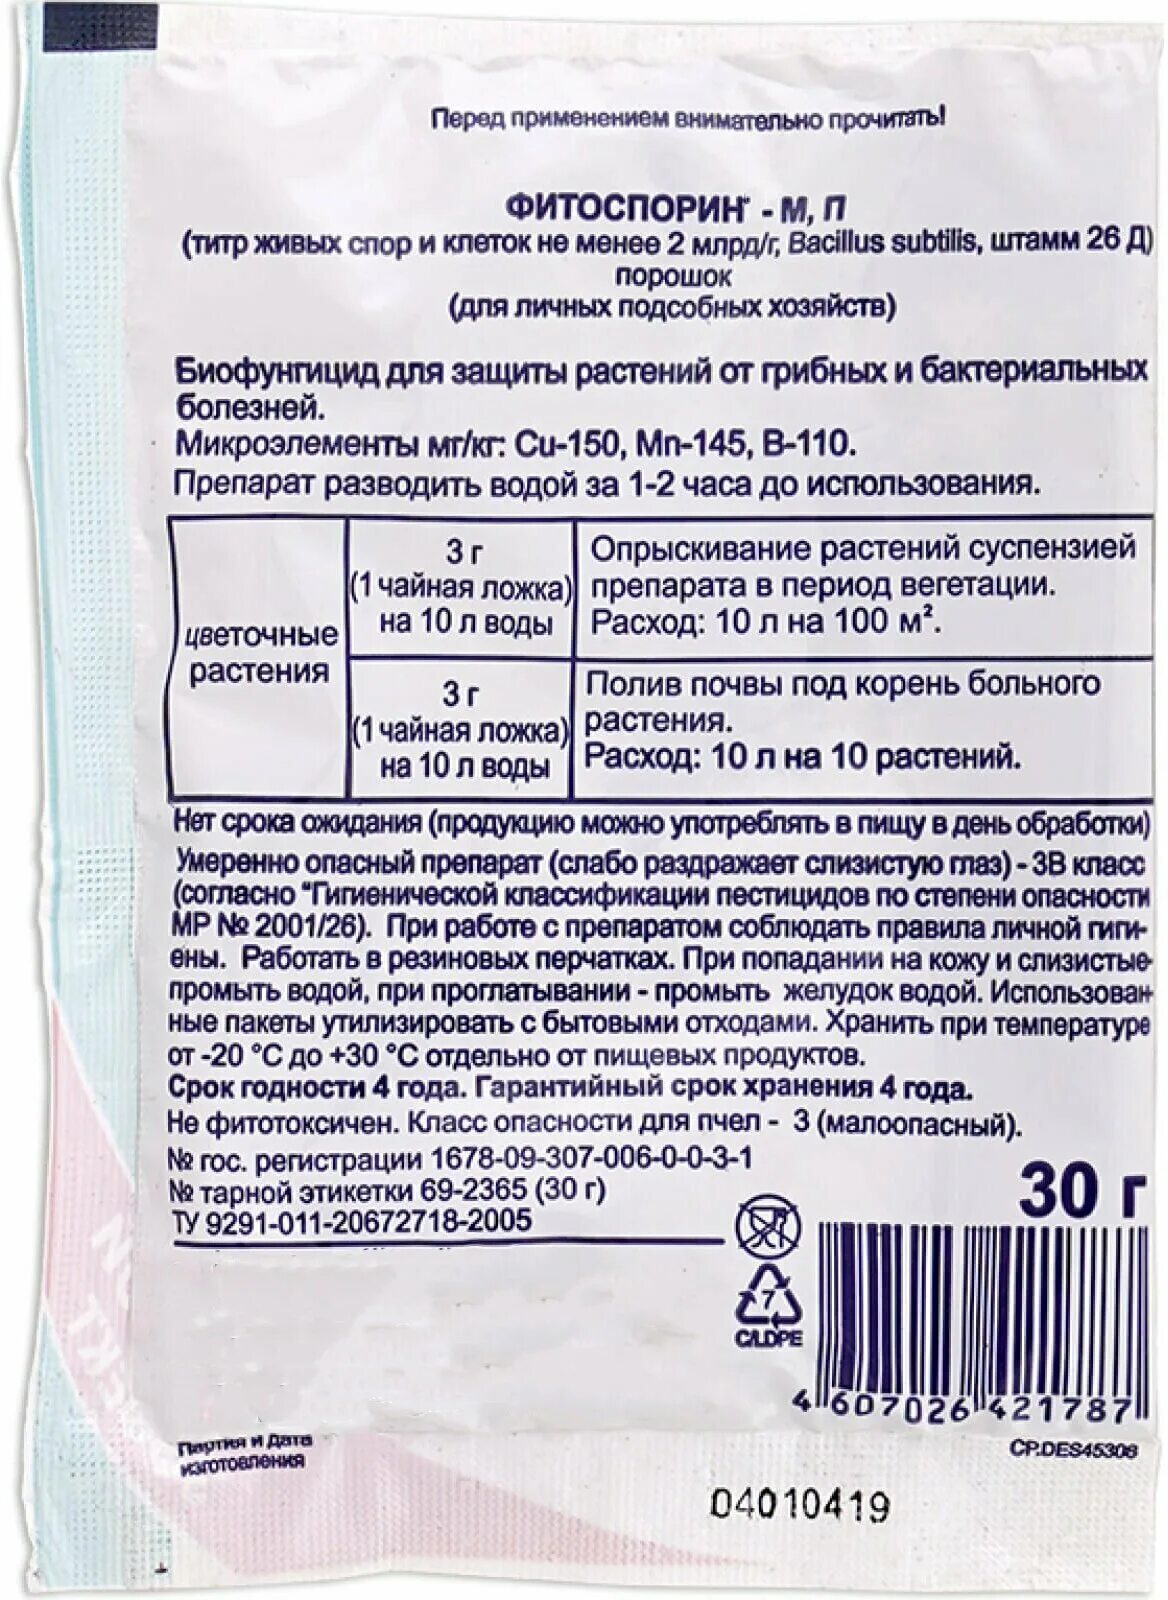 Перед применением внимательно прочитать!
ФИТОСПОРИН® - М, П
(титр живых спор и клеток не менее 2 млрд/г, Bacillus subtilis, штамм 26 Д)
порошок
(для личных подсобных хозяйств)
Биофунгицид для защиты растений от грибных и бактериальных
болезней.
Микроэлементы мг/кг: Cu-150, Mn-145, B-110.
Препарат разводить водой за 1-2 часа до использования.
цветочные
растения
3 г
(1 чайная ложка)
на 10 л воды
Опрыскивание растений суспензией
препарата в период вегетации.
Расход: 10 л на 100 м².
3 г
(1 чайная ложка)
на 10 л воды
Полив почвы под корень больного
растения.
Расход: 10 л на 10 растений.
Нет срока ожидания (продукцию можно употреблять в пищу в день обработки)
Умеренно опасный препарат (слабо раздражает слизистую глаз) - 3В класс
(согласно "Гигиенической классификации пестицидов по степени опасности
МР № 2001/26). При работе с препаратом соблюдать правила личной гиги-
ены. Работать в резиновых перчатках. При попадании на кожу и слизистые
промыть водой, при проглатывании - промыть желудок водой. Использован-
ные пакеты утилизировать с бытовыми отходами. Хранить при температуре
от -20 °С до +30 °С отдельно от пищевых продуктов.
Срок годности 4 года. Гарантийный срок хранения 4 года.
Не фитотоксичен. Класс опасности для пчел - 3 (малоопасный).
№ гос. регистрации 1678-09-307-006-0-0-3-1
№ тарной этикетки 69-2365 (30 г)
ТУ 9291-011-20672718-2005
30 г
7
C/LDPE
4 607026 421787
CP.DES45308
Партия и Дата
изготовления
04010419